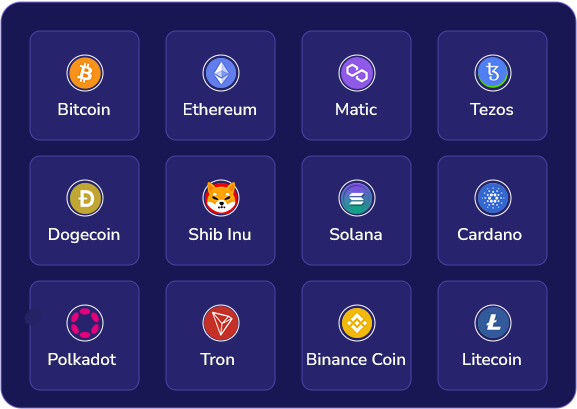 Bitcoin
Ethereum
Matic
Tezos
Dogecoin
Shib Inu
Solana
Cardano
Polkadot
Tron
Binance Coin
Litecoin